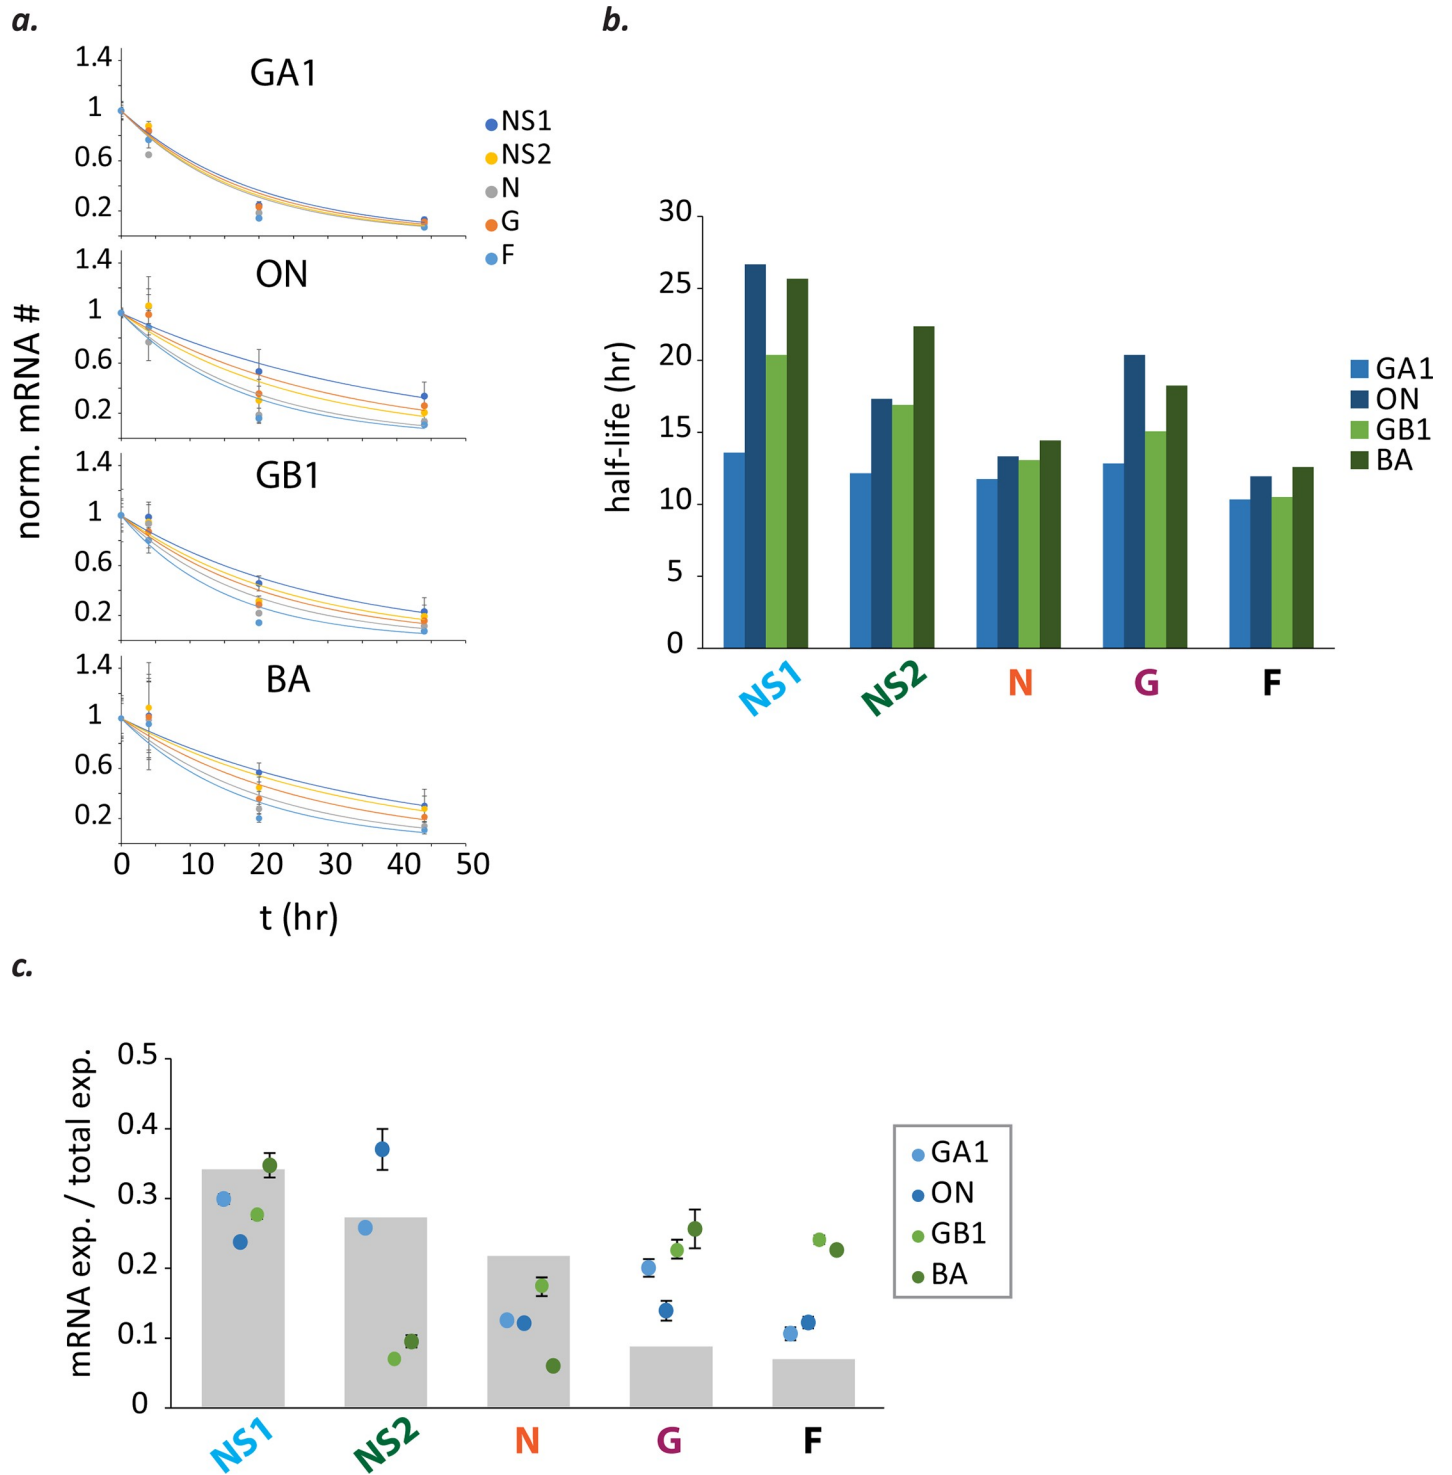 a.
norm. mRNA #
GA1
1.4
1
0.6
0.2
NS1
NS2
N
G
F
ON
1.4
1
0.6
0.2
GB1
1.4
1
0.6
0.2
BA
1.4
1
0.6
0.2
0 10 20 30 40 50
t (hr)
b.
half-life (hr)
30
25
20
15
10
5
0
NS1 NS2 N G F
GA1
ON
GB1
BA
c.
mRNA exp. / total exp.
0.5
0.4
0.3
0.2
0.1
0
NS1 NS2 N G F
GA1
ON
GB1
BA